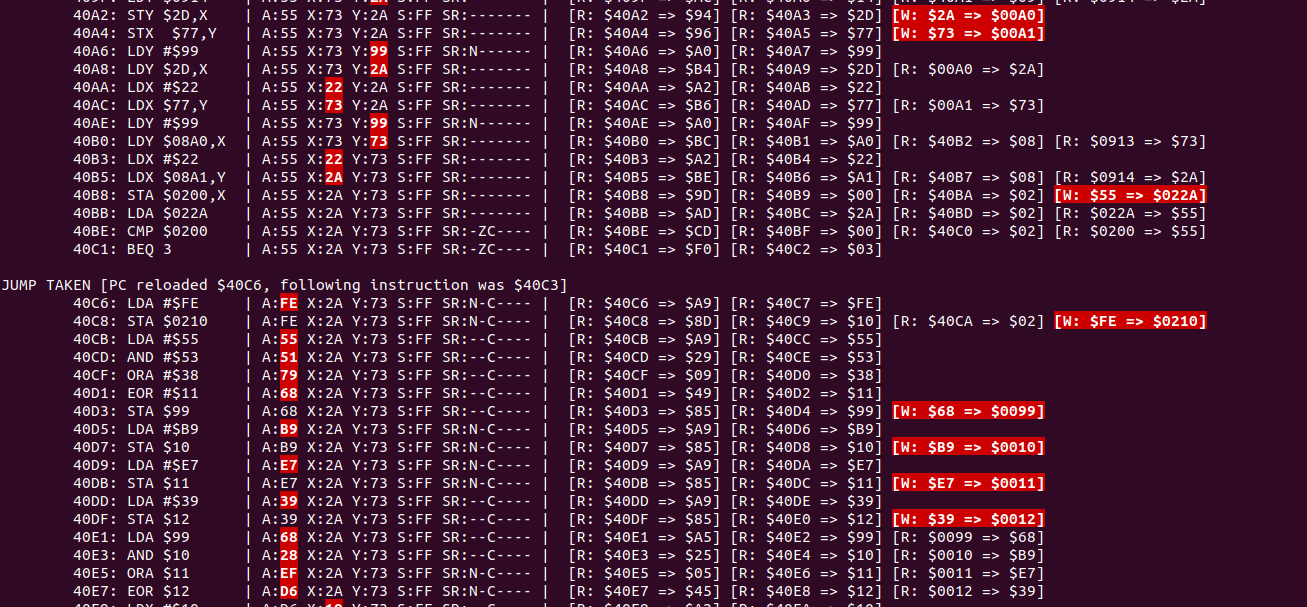 40A2: STY $2D,X | A:55 X:73 Y:2A S:FF SR:------- | [R: $40A2 => $94] [R: $40A3 => $2D] [W: $2A => $00A0]
40A4: STX  $77,Y | A:55 X:73 Y:2A S:FF SR:------- | [R: $40A4 => $96] [R: $40A5 => $77] [W: $73 => $00A1]
40A6: LDY #$99 | A:55 X:73 Y:99 S:FF SR:N------ | [R: $40A6 => $A0] [R: $40A7 => $99]
40A8: LDY $2D,X | A:55 X:73 Y:2A S:FF SR:------- | [R: $40A8 => $B4] [R: $40A9 => $2D] [R: $00A0 => $2A]
40AA: LDX #$22 | A:55 X:22 Y:2A S:FF SR:------- | [R: $40AA => $A2] [R: $40AB => $22]
40AC: LDX $77,Y | A:55 X:73 Y:2A S:FF SR:------- | [R: $40AC => $B6] [R: $40AD => $77] [R: $00A1 => $73]
40AE: LDY #$99 | A:55 X:73 Y:99 S:FF SR:N------ | [R: $40AE => $A0] [R: $40AF => $99]
40B0: LDY $08A0,X | A:55 X:73 Y:73 S:FF SR:------- | [R: $40B0 => $BC] [R: $40B1 => $A0] [R: $40B2 => $08] [R: $0913 => $73]
40B3: LDX #$22 | A:55 X:22 Y:73 S:FF SR:------- | [R: $40B3 => $A2] [R: $40B4 => $22]
40B5: LDX $08A1,Y | A:55 X:2A Y:73 S:FF SR:------- | [R: $40B5 => $BE] [R: $40B6 => $A1] [R: $40B7 => $08] [R: $0914 => $2A]
40B8: STA $0200,X | A:55 X:2A Y:73 S:FF SR:------- | [R: $40B8 => $9D] [R: $40B9 => $00] [R: $40BA => $02] [W: $55 => $022A]
40BB: LDA $022A | A:55 X:2A Y:73 S:FF SR:------- | [R: $40BB => $AD] [R: $40BC => $2A] [R: $40BD => $02] [R: $022A => $55]
40BE: CMP $0200 | A:55 X:2A Y:73 S:FF SR:-ZC---- | [R: $40BE => $CD] [R: $40BF => $00] [R: $40C0 => $02] [R: $0200 => $55]
40C1: BEQ 3 | A:55 X:2A Y:73 S:FF SR:-ZC---- | [R: $40C1 => $F0] [R: $40C2 => $03]
JUMP TAKEN [PC reloaded $40C6, following instruction was $40C3]
40C6: LDA #$FE | A:FE X:2A Y:73 S:FF SR:N-C---- | [R: $40C6 => $A9] [R: $40C7 => $FE]
40C8: STA $0210 | A:FE X:2A Y:73 S:FF SR:N-C---- | [R: $40C8 => $8D] [R: $40C9 => $10] [R: $40CA => $02] [W: $FE => $0210]
40CB: LDA #$55 | A:55 X:2A Y:73 S:FF SR:--C---- | [R: $40CB => $A9] [R: $40CC => $55]
40CD: AND #$53 | A:51 X:2A Y:73 S:FF SR:--C---- | [R: $40CD => $29] [R: $40CE => $53]
40CF: ORA #$38 | A:79 X:2A Y:73 S:FF SR:--C---- | [R: $40CF => $09] [R: $40D0 => $38]
40D1: EOR #$11 | A:68 X:2A Y:73 S:FF SR:--C---- | [R: $40D1 => $49] [R: $40D2 => $11]
40D3: STA $99 | A:68 X:2A Y:73 S:FF SR:--C---- | [R: $40D3 => $85] [R: $40D4 => $99] [W: $68 => $0099]
40D5: LDA #$B9 | A:B9 X:2A Y:73 S:FF SR:N-C---- | [R: $40D5 => $A9] [R: $40D6 => $B9]
40D7: STA $10 | A:B9 X:2A Y:73 S:FF SR:N-C---- | [R: $40D7 => $85] [R: $40D8 => $10] [W: $B9 => $0010]
40D9: LDA #$E7 | A:E7 X:2A Y:73 S:FF SR:N-C---- | [R: $40D9 => $A9] [R: $40DA => $E7]
40DB: STA $11 | A:E7 X:2A Y:73 S:FF SR:N-C---- | [R: $40DB => $85] [R: $40DC => $11] [W: $E7 => $0011]
40DD: LDA #$39 | A:39 X:2A Y:73 S:FF SR:--C---- | [R: $40DD => $A9] [R: $40DE => $39]
40DF: STA $12 | A:39 X:2A Y:73 S:FF SR:--C---- | [R: $40DF => $85] [R: $40E0 => $12] [W: $39 => $0012]
40E1: LDA $99 | A:68 X:2A Y:73 S:FF SR:--C---- | [R: $40E1 => $A5] [R: $40E2 => $99] [R: $0099 => $68]
40E3: AND $10 | A:28 X:2A Y:73 S:FF SR:--C---- | [R: $40E3 => $25] [R: $40E4 => $10] [R: $0010 => $B9]
40E5: ORA $11 | A:EF X:2A Y:73 S:FF SR:N-C---- | [R: $40E5 => $05] [R: $40E6 => $11] [R: $0011 => $E7]
40E7: EOR $12 | A:D6 X:2A Y:73 S:FF SR:N-C---- | [R: $40E7 => $45] [R: $40E8 => $12] [R: $0012 => $39]